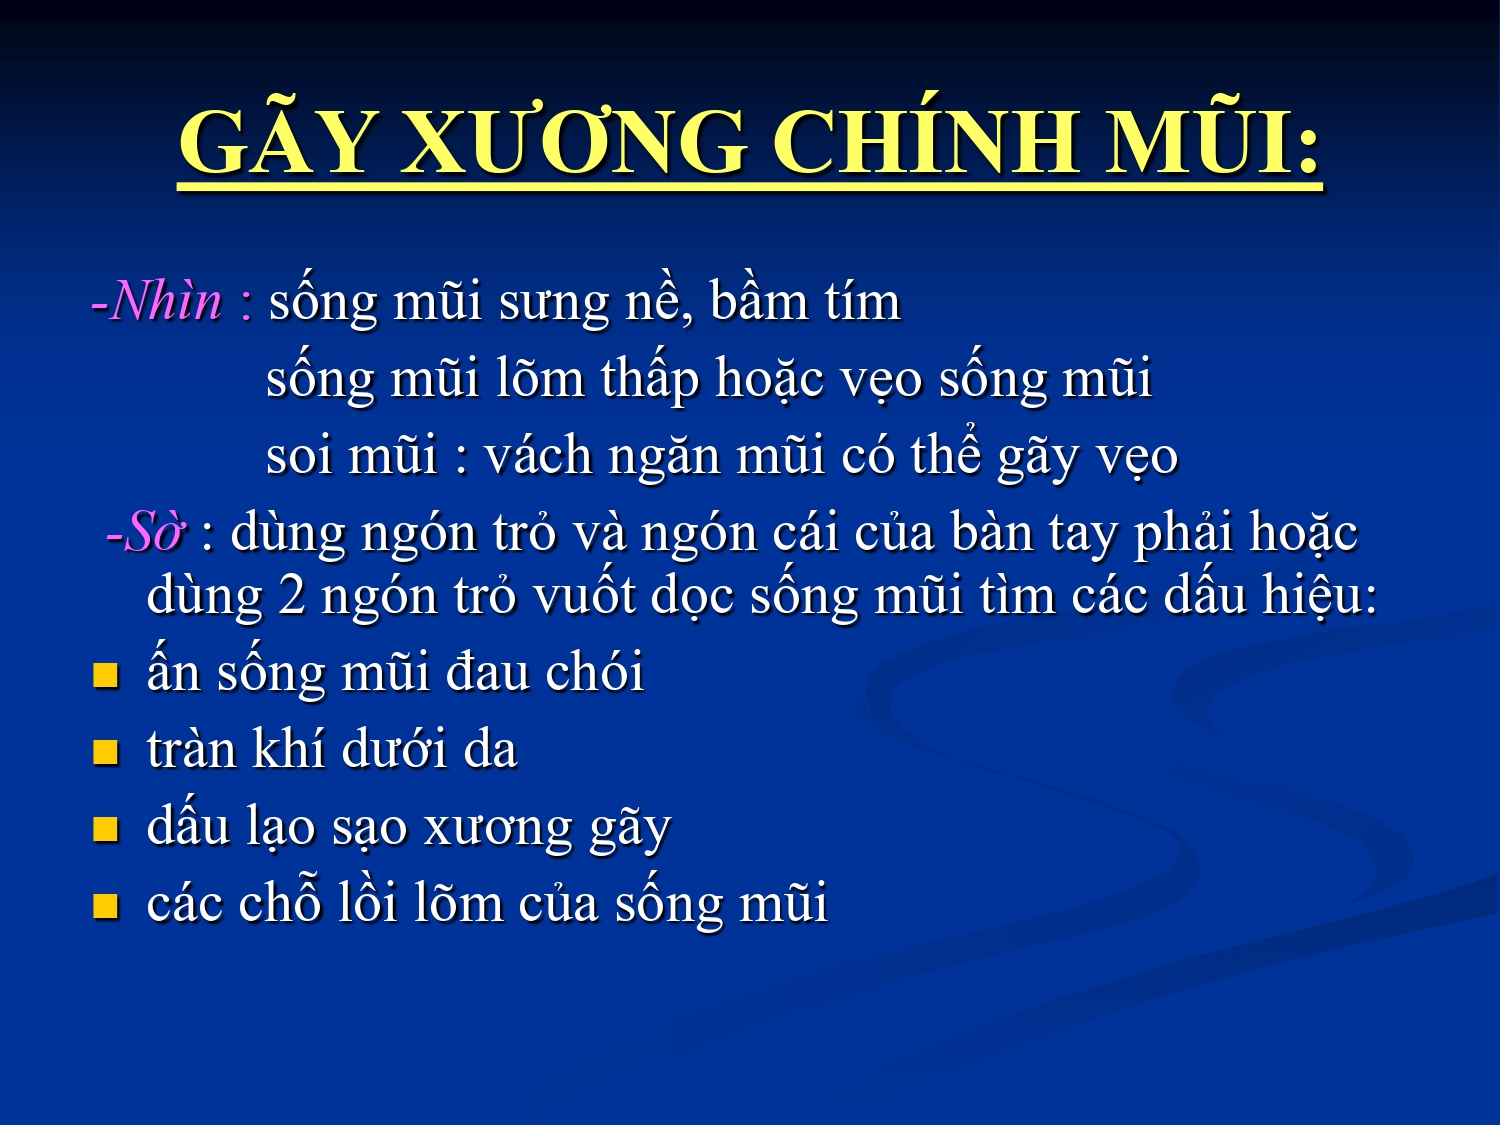 GÃY XƯƠNG CHÍNH MŨI:
-Nhìn : sống mũi sưng nề, bầm tím
sống mũi lõm thấp hoặc vẹo sống mũi
soi mũi : vách ngăn mũi có thể gãy vẹo
-Sờ : dùng ngón trỏ và ngón cái của bàn tay phải hoặc
dùng 2 ngón trỏ vuốt dọc sống mũi tìm các dấu hiệu:
ấn sống mũi đau chói
tràn khí dưới da
dấu lạo sạo xương gãy
các chỗ lồi lõm của sống mũi